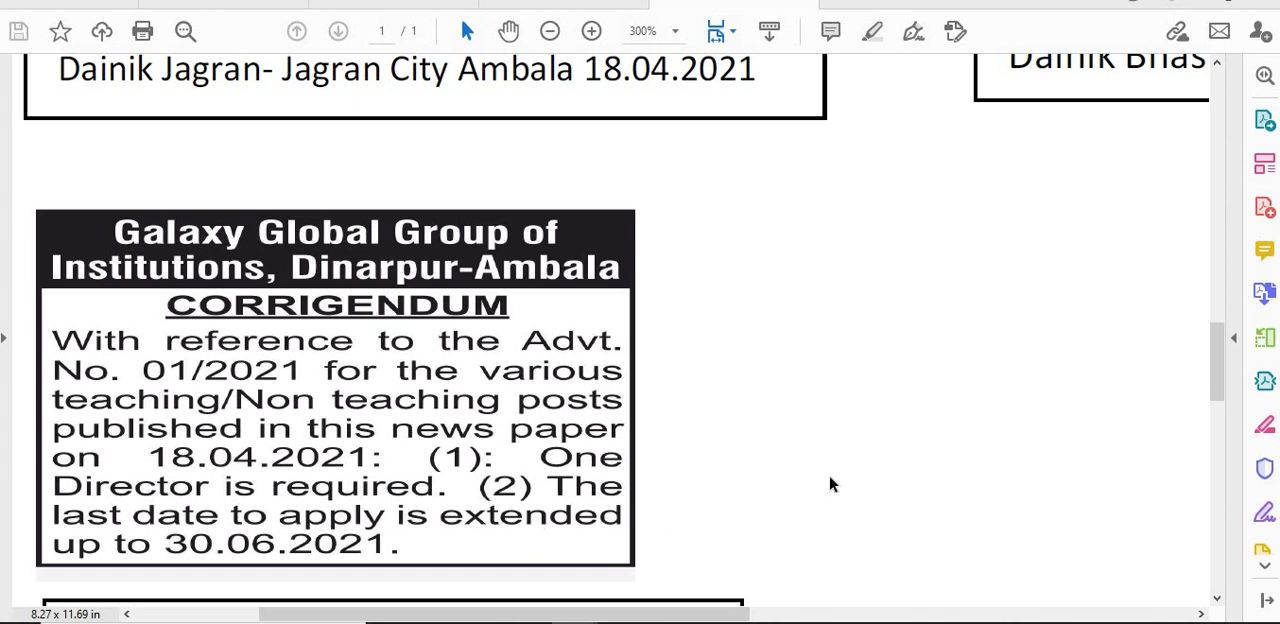 1 / 1
300%
Dainik Jagran- Jagran City Ambala 18.04.2021
Dainik Bhas
Galaxy Global Group of
Institutions, Dinarpur-Ambala
CORRIGENDUM
With reference to the Advt.
No. 01/2021 for the various
teaching/Non teaching posts
published in this news paper
on 18.04.2021: (1): One
Director is required. (2) The
last date to apply is extended
up to 30.06.2021.
8.27 x 11.69 in